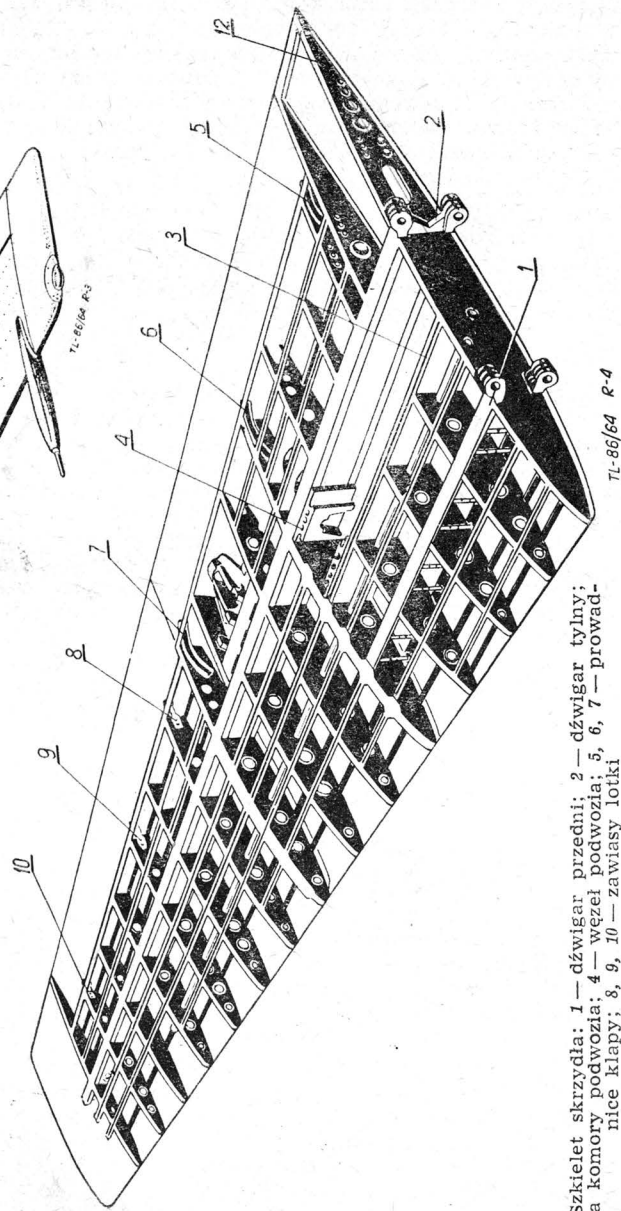 TL-86/64 R-3
12
2
5
3
1
6
4
7
8
9
10
TL-86/64 R-4
Szkielet skrzydła: 1 — dźwigar przedni; 2 — dźwigar tylny;
a komory podwozia; 4 — węzeł podwozia; 5, 6, 7 — prowad-
nice klapy; 8, 9, 10 — zawiasy lotki